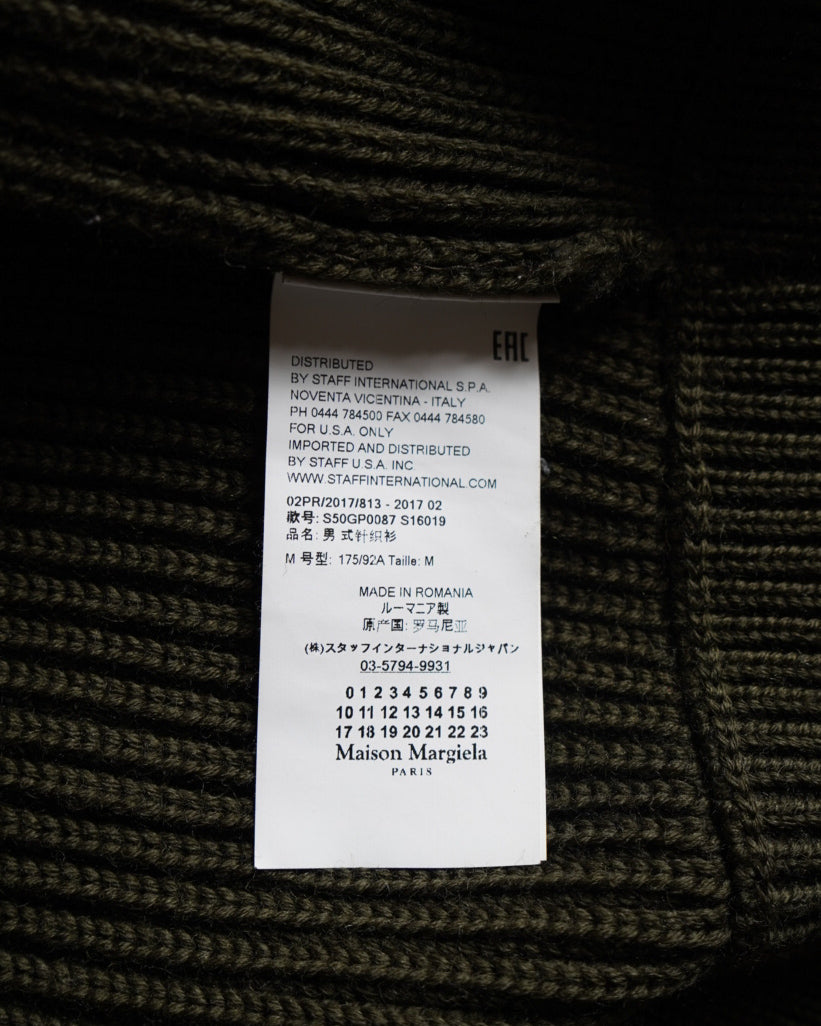 EAC
DISTRIBUTED
BY STAFF INTERNATIONAL S.P.A.
NOVENTA VICENTINA - ITALY
PH 0444 784500 FAX 0444 784580
FOR U.S.A. ONLY
IMPORTED AND DISTRIBUTED
BY STAFF U.S.A. INC.
WWW.STAFFINTERNATIONAL.COM
02PR/2017/813 - 2017 02
款号: S50GP0087 S16019
品名: 男式针织衫
M 号型: 175/92A Taille: M
MADE IN ROMANIA
ルーマニア製
原产国: 罗马尼亚
(株)スタッフインターナショナルジャパン
03-5794-9931
0 1 2 3 4 5 6 7 8 9
10 11 12 13 14 15 16
17 18 19 20 21 22 23
Maison Margiela
PARIS